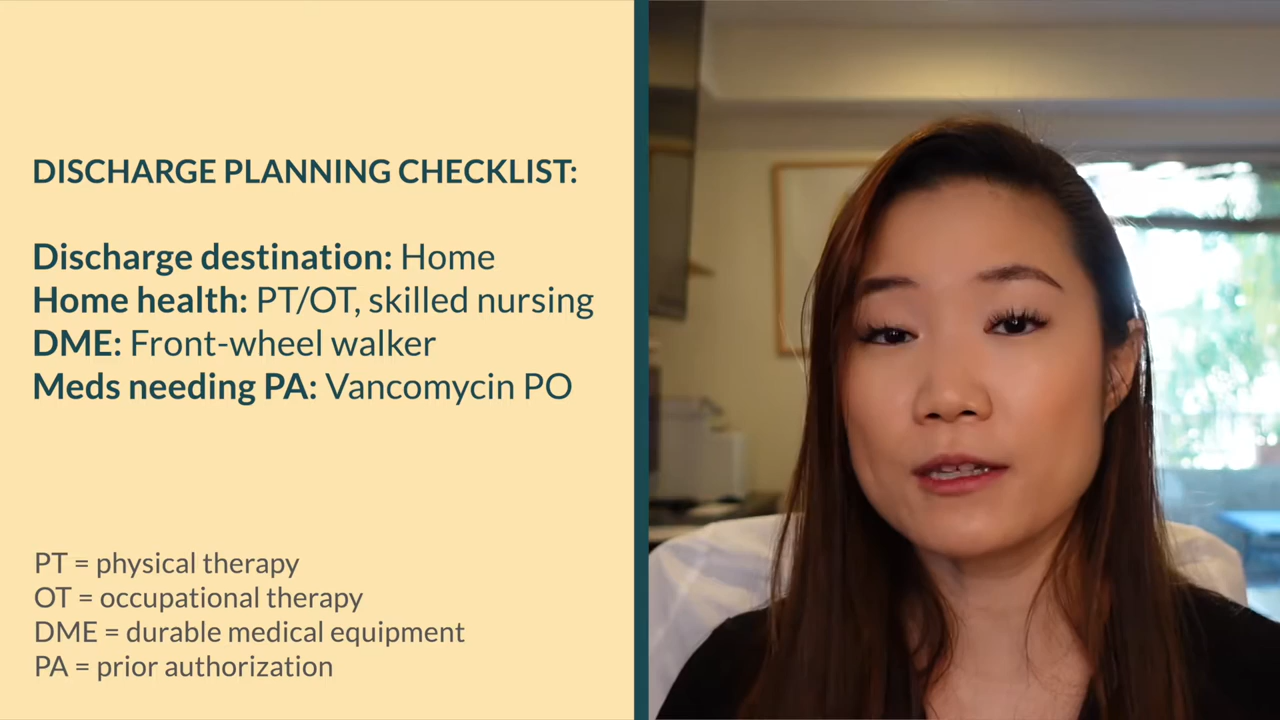 DISCHARGE PLANNING CHECKLIST:
Discharge destination: Home
Home health: PT/OT, skilled nursing
DME: Front-wheel walker
Meds needing PA: Vancomycin PO
PT = physical therapy
OT = occupational therapy
DME = durable medical equipment
PA = prior authorization